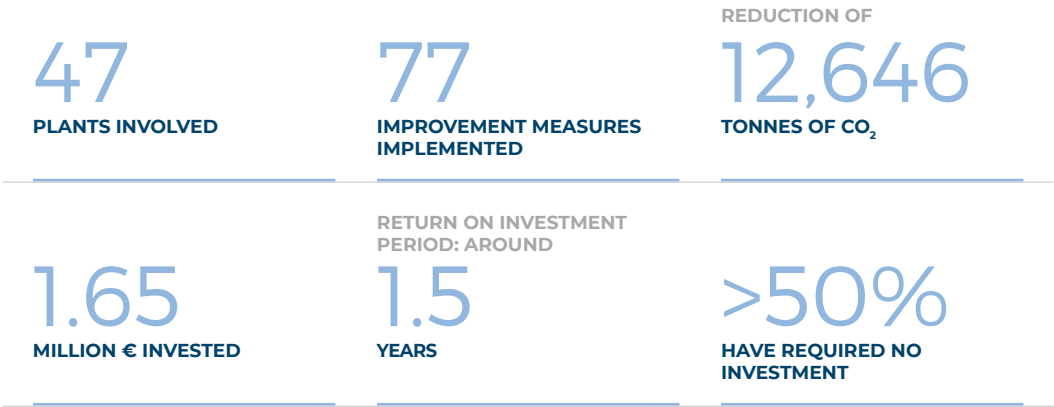 47
PLANTS INVOLVED
77
IMPROVEMENT MEASURES
IMPLEMENTED
REDUCTION OF
12,646
TONNES OF CO₂
1.65
MILLION € INVESTED
RETURN ON INVESTMENT
PERIOD: AROUND
1.5
YEARS
>50%
HAVE REQUIRED NO
INVESTMENT